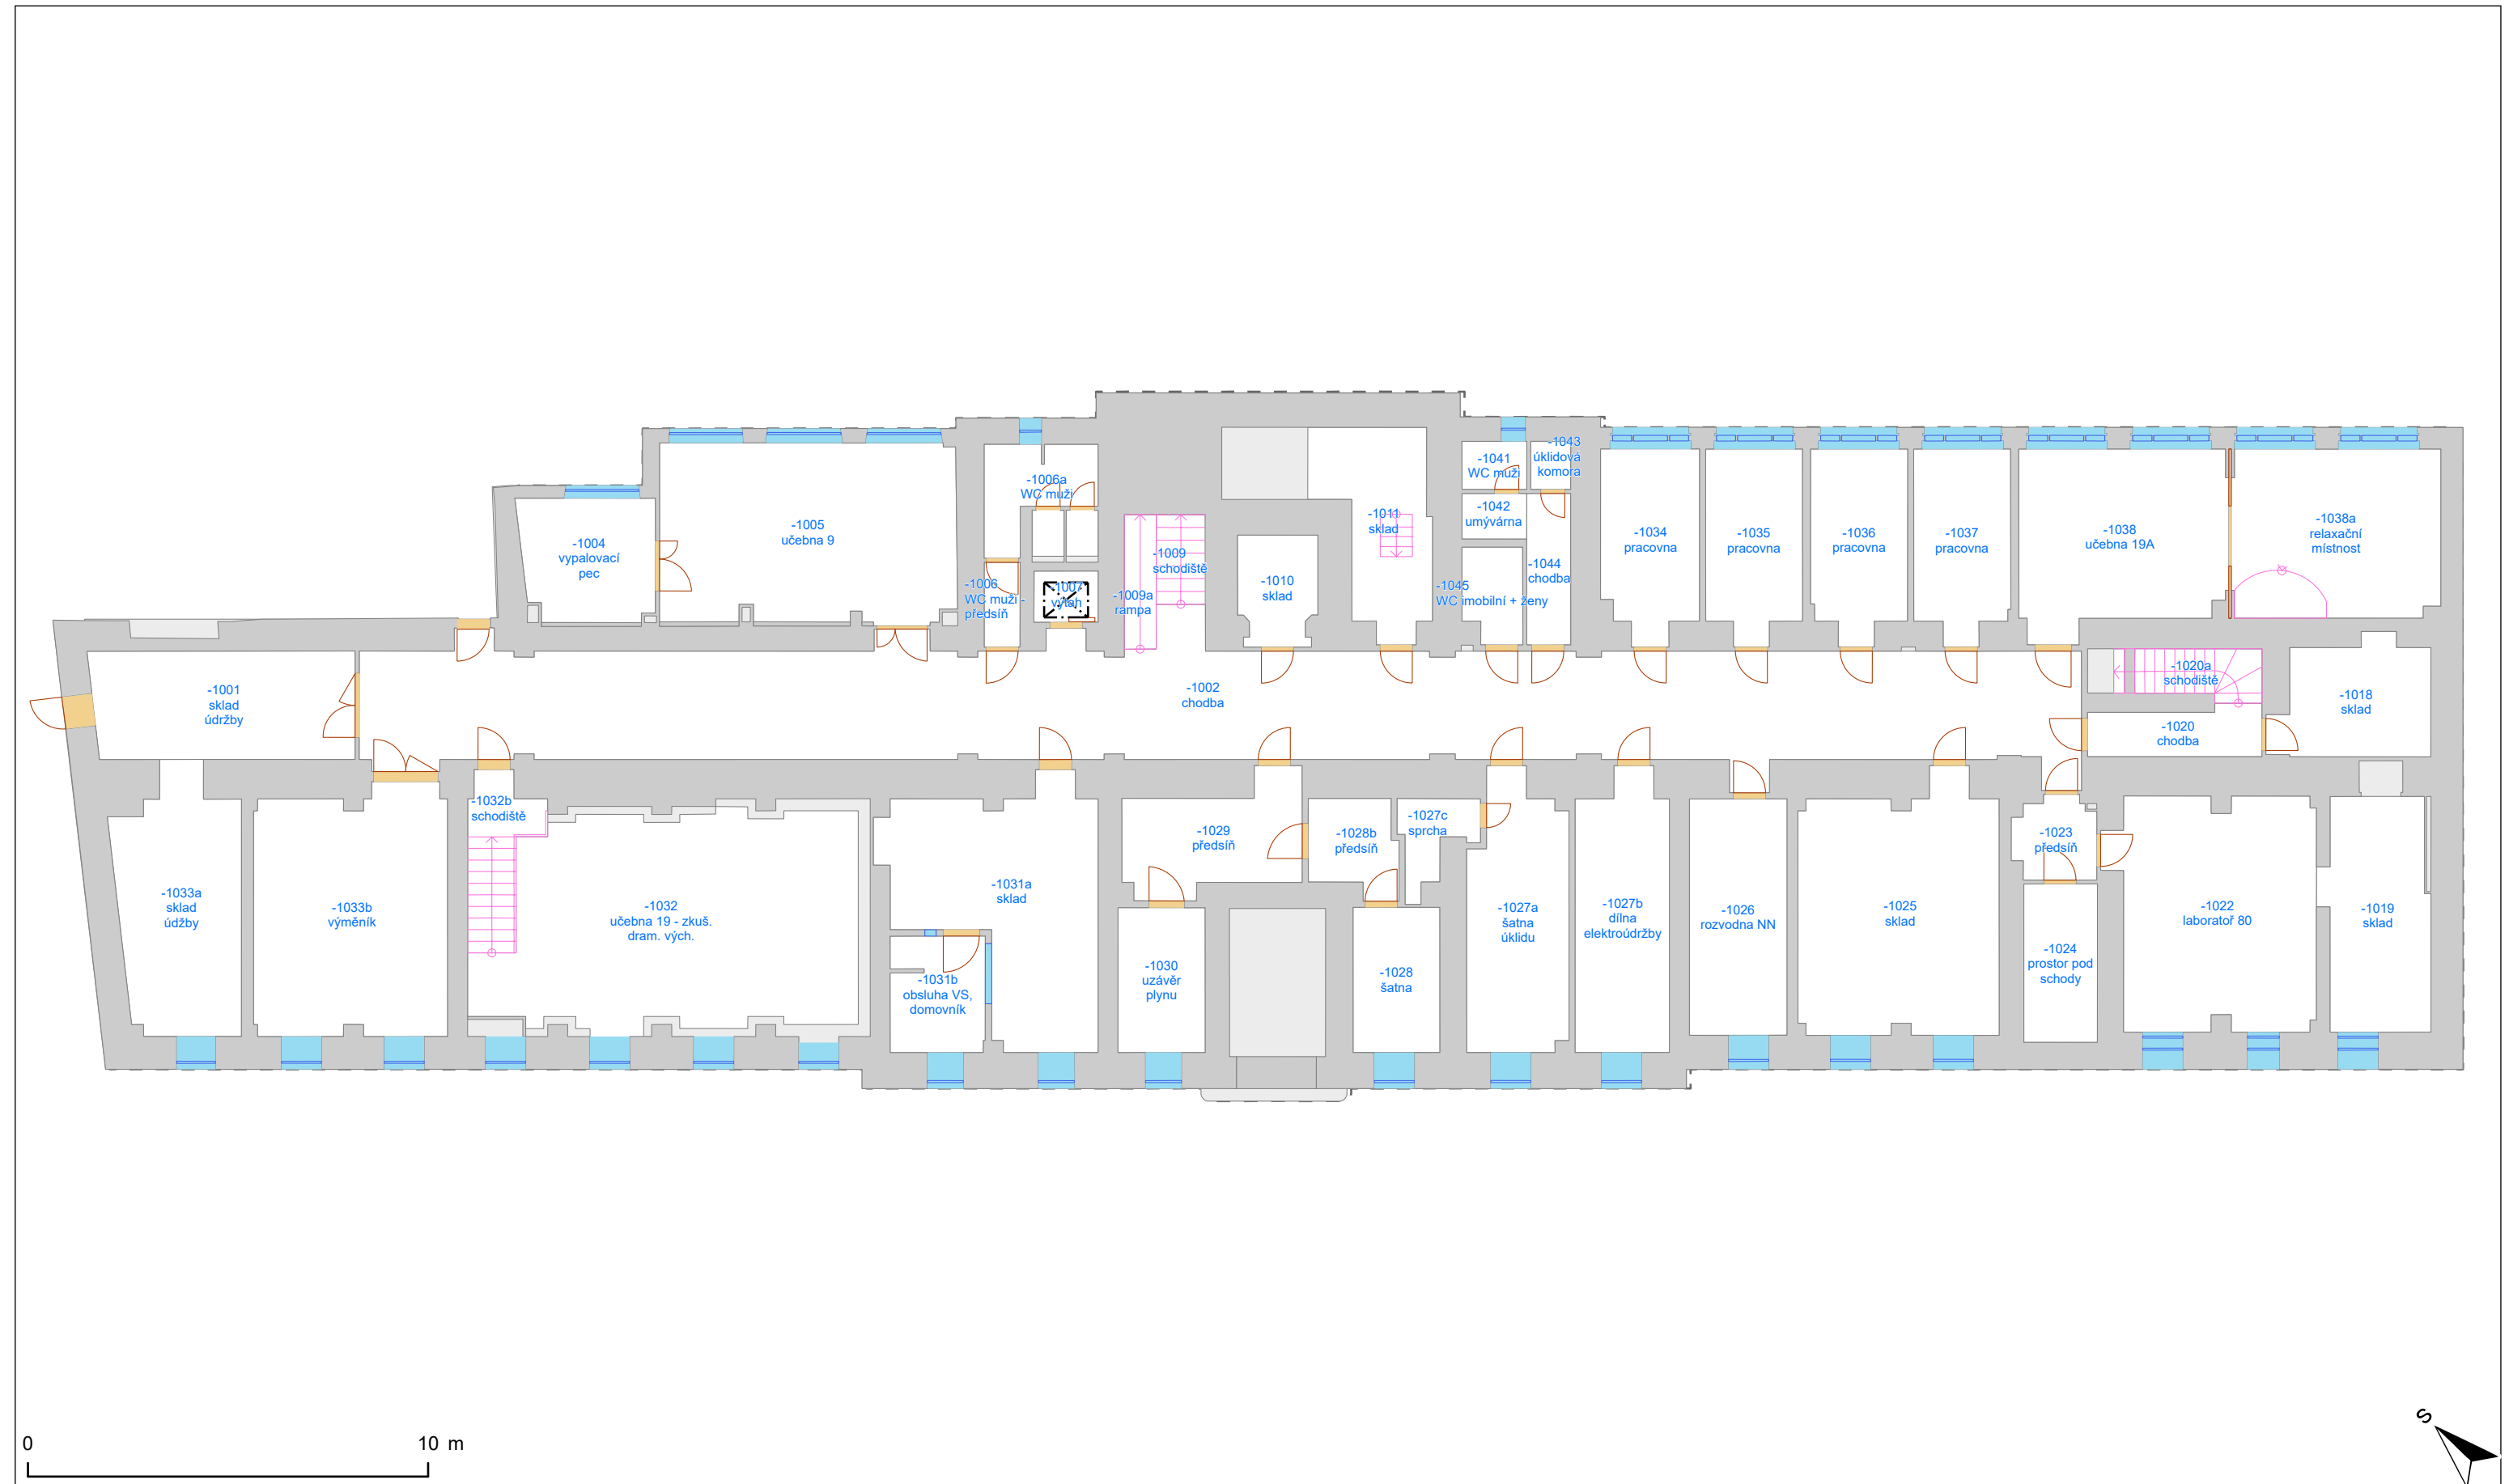 -1043
úklidová
komora
-1041
WC muži
-1006a
WC muži
-1042
umývárna
-1005
učebna 9
-1004
vypalovací
pec
-1011
sklad
-1034
pracovna
-1035
pracovna
-1036
pracovna
-1037
pracovna
-1038
učebna 19A
-1038a
relaxační
místnost
-1009
schodiště
-1044
chodba
-1006
WC muži -
předsíň
-1007
výtah
-1009a
rampa
-1010
sklad
-1045
WC imobilní + ženy
-1001
sklad
údržby
-1002
chodba
-1020a
schodiště
-1018
sklad
-1020
chodba
-1032b
schodiště
-1029
předsíň
-1028b
předsíň
-1027c
sprcha
-1023
předsíň
-1033a
sklad
údžby
-1033b
výměník
-1032
učebna 19 - zkuš.
dram. vých.
-1031a
sklad
-1027a
šatna
úklidu
-1027b
dílna
elektroúdržby
-1026
rozvodna NN
-1025
sklad
-1022
laboratoř 80
-1019
sklad
-1024
prostor pod
schody
-1031b
obsluha VS,
domovník
-1030
uzávěr
plynu
-1028
šatna
S
0 10 m